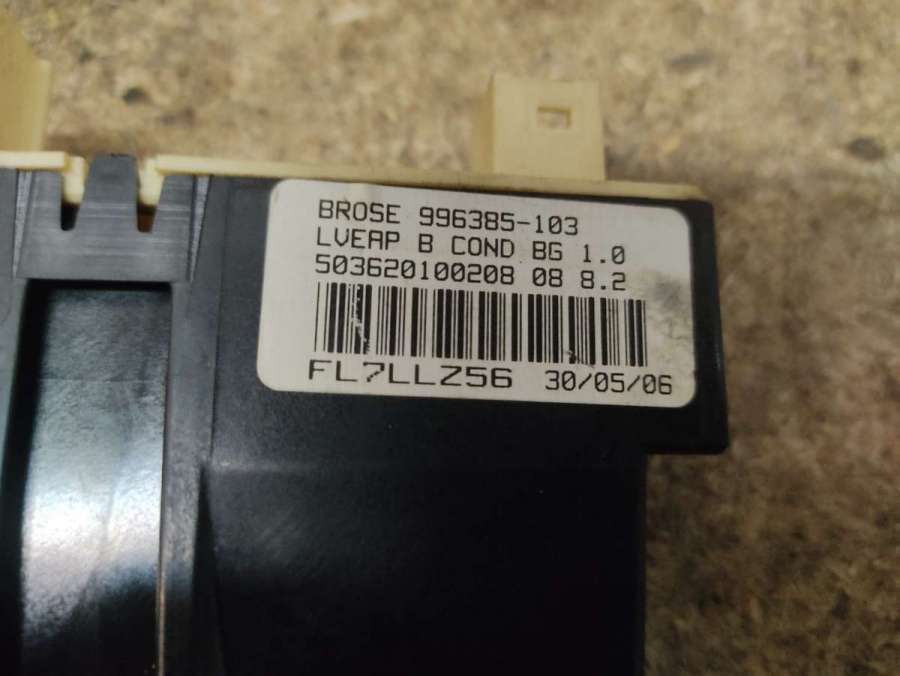 BROSE 996385-103
LVEAP B COND BG 1.0
503620100208 08 8.2
FL7LLZ56 30/05/06